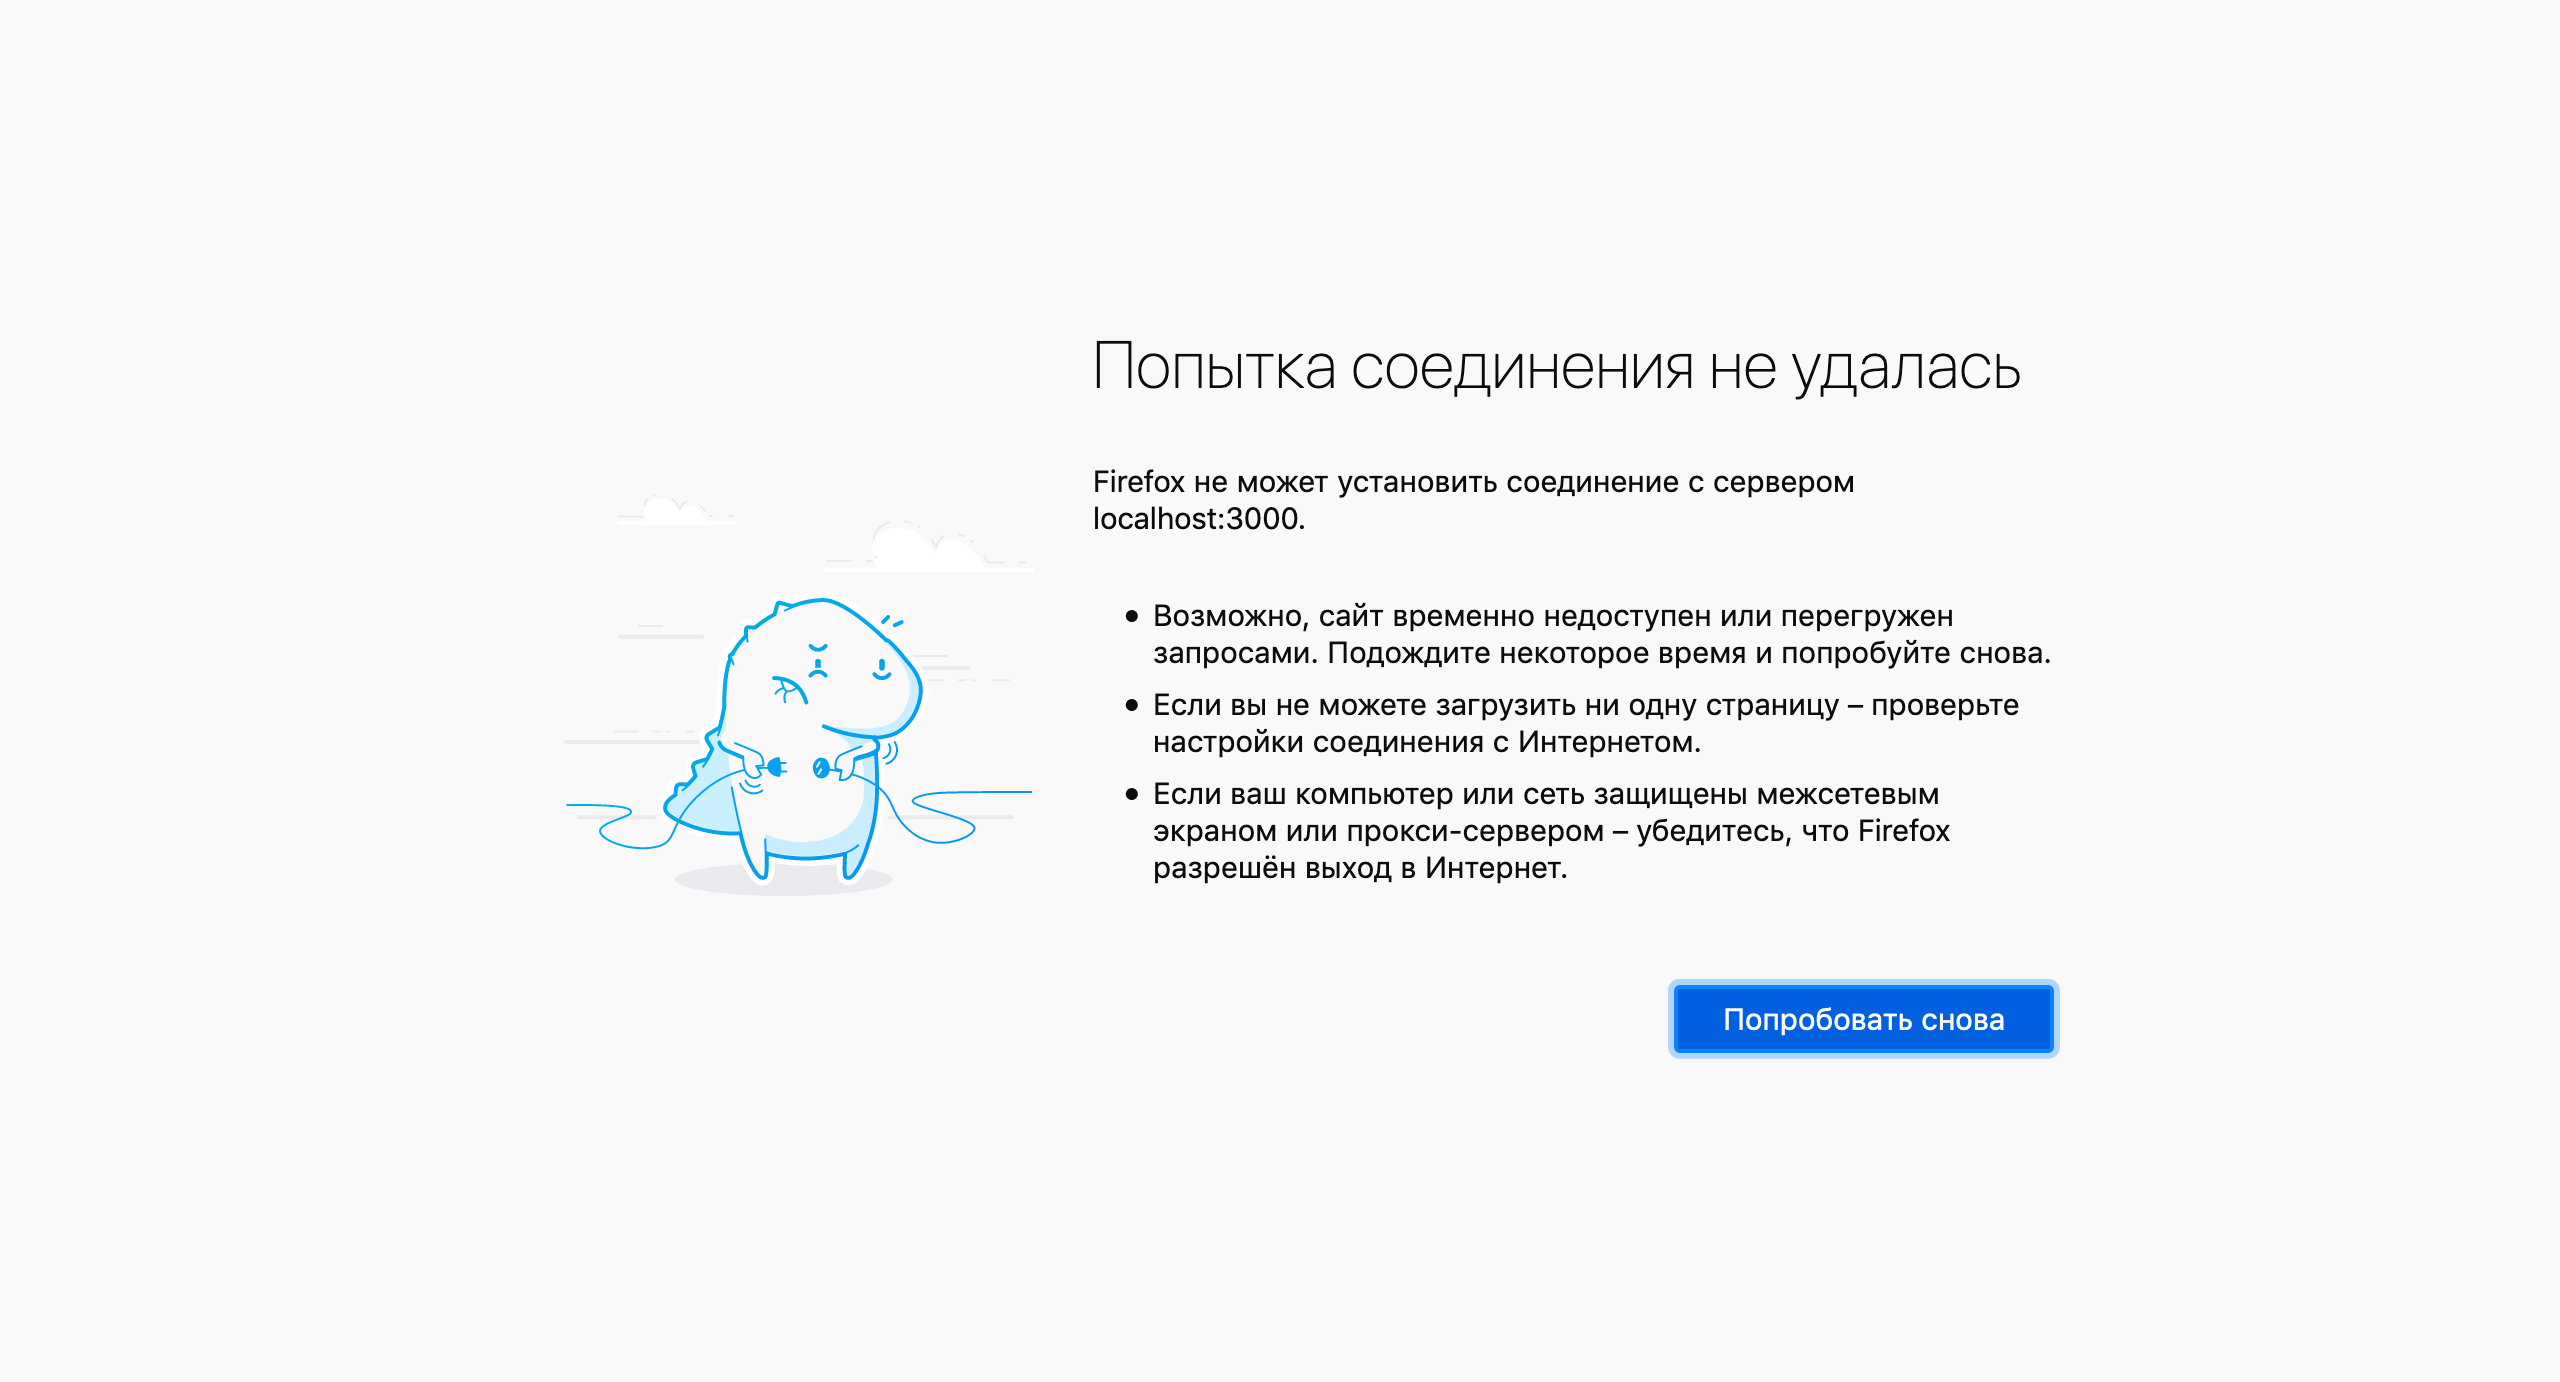 Попытка соединения не удалась
Firefox не может установить соединение с сервером
localhost:3000.
Возможно, сайт временно недоступен или перегружен
запросами. Подождите некоторое время и попробуйте снова.
Если вы не можете загрузить ни одну страницу – проверьте
настройки соединения с Интернетом.
Если ваш компьютер или сеть защищены межсетевым
экраном или прокси-сервером – убедитесь, что Firefox
разрешён выход в Интернет.
Попробовать снова